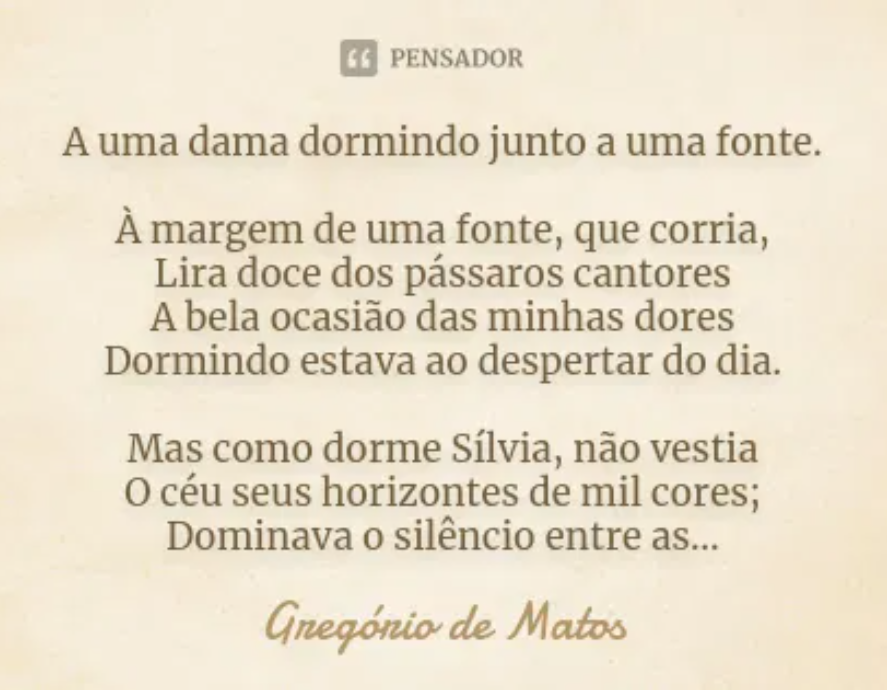 PENSADOR
A uma dama dormindo junto a uma fonte.
À margem de uma fonte, que corria,
Lira doce dos pássaros cantores
A bela ocasião das minhas dores
Dormindo estava ao despertar do dia.
Mas como dorme Sílvia, não vestia
O céu seus horizontes de mil cores;
Dominava o silêncio entre as...
Gregório de Matos